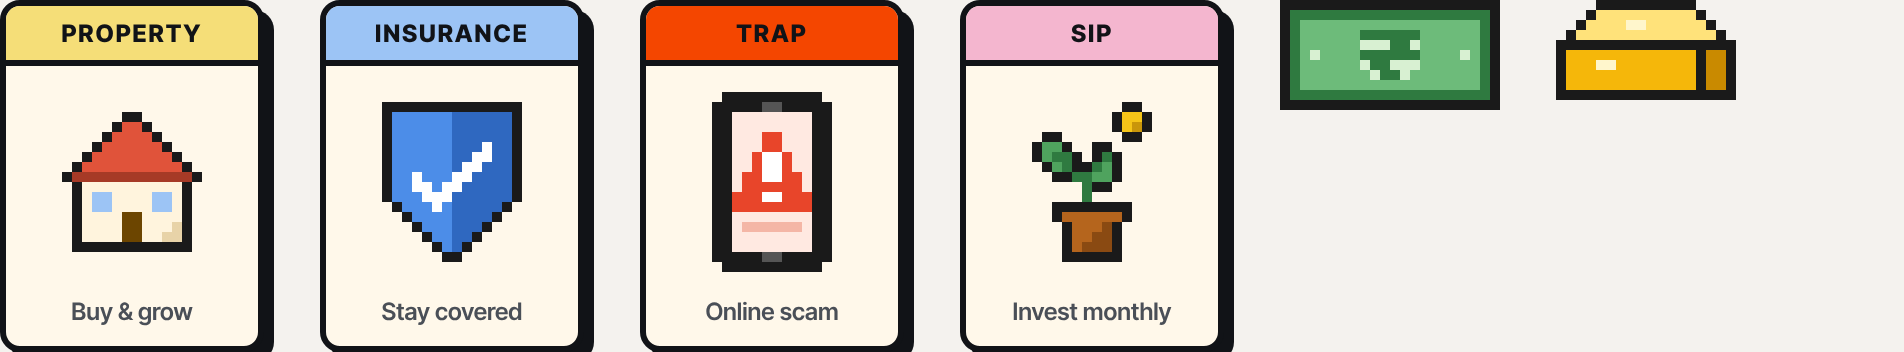 PROPERTY
Buy & grow
INSURANCE
Stay covered
TRAP
Online scam
SIP
Invest monthly